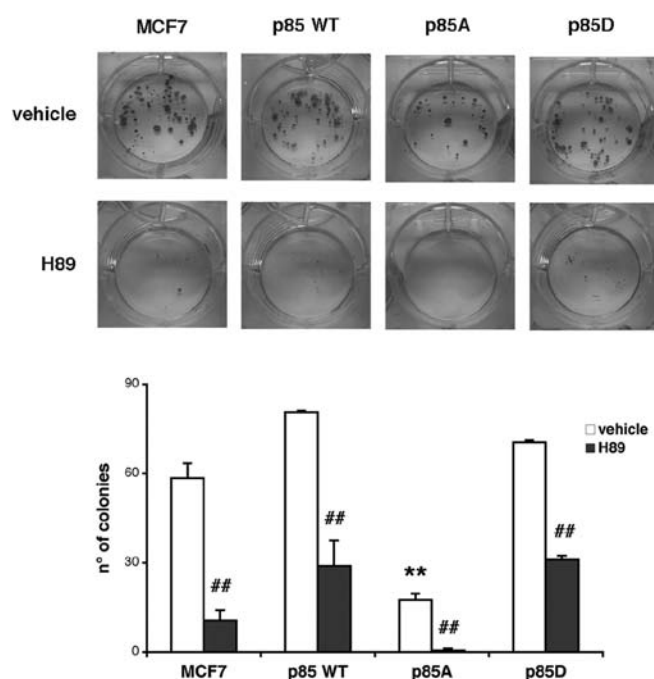 MCF7 p85 WT p85A p85D
vehicle
H89
90
60
30
0
n° of colonies
vehicle
H89
##
##
**
##
##
MCF7 p85 WT p85A p85D